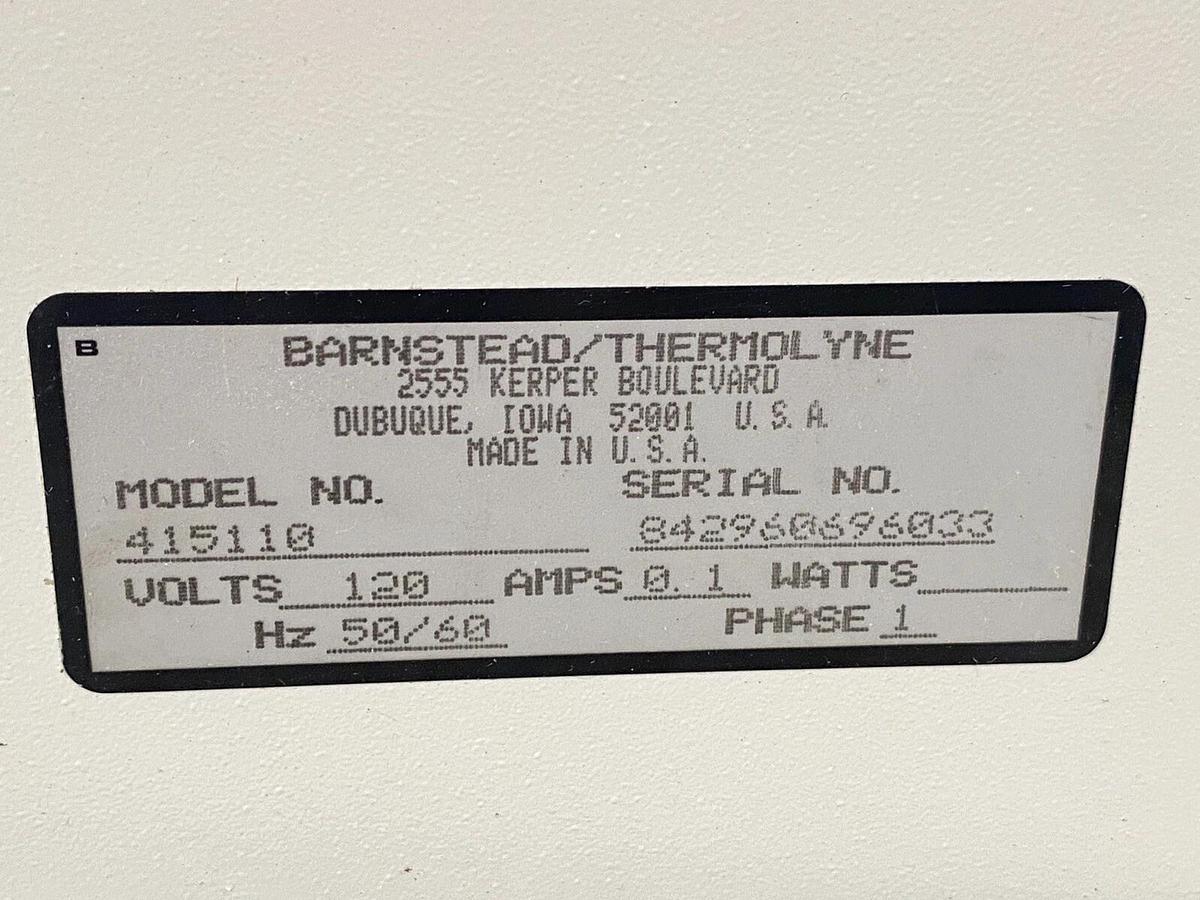 B
BARNSTEAD/THERMOLYNE
2555 KERPER BOULEVARD
DUBUQUE, IOWA 52001 U.S.A.
MADE IN U.S.A.
MODEL NO. SERIAL NO.
415110 842960696033
VOLTS 120 AMPS 0.1 WATTS
Hz 50/60 PHASE 1